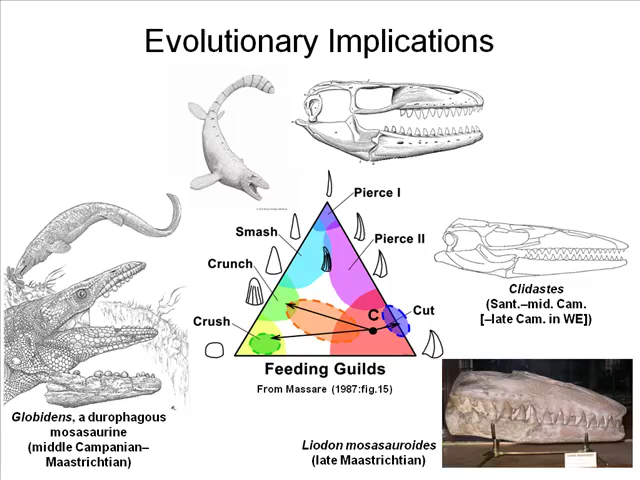 Evolutionary Implications
Pierce I
Smash
Pierce II
Crunch
Clidastes
(Sant.–mid. Cam.
[–late Cam. in WE])
C
Cut
Crush
Feeding Guilds
From Massare (1987:fig.15)
Globidens, a durophagous
mosasaurine
(middle Campanian–
Maastrichtian)
Liodon mosasauroides
(late Maastrichtian)